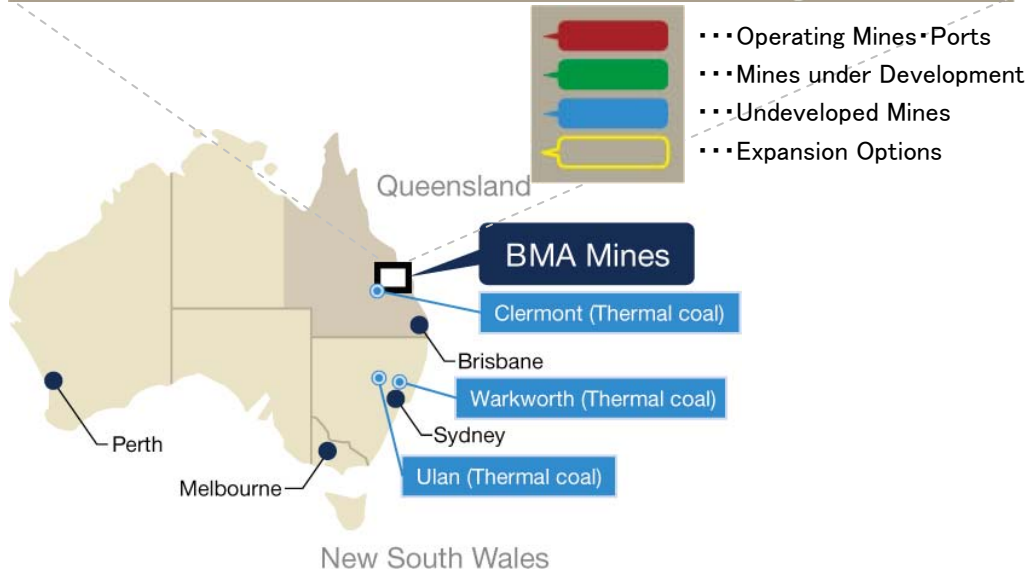 ･･･Operating Mines・Ports
･･･Mines under Development
･･･Undeveloped Mines
･･･Expansion Options
Queensland
BMA Mines
Clermont (Thermal coal)
Brisbane
Warkworth (Thermal coal)
Sydney
Perth
Ulan (Thermal coal)
Melbourne
New South Wales